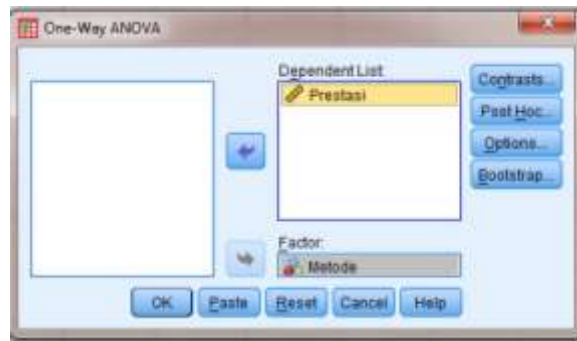 One-Way ANOVA
Dependent List:
Prestasi
Contrasts...
Post Hoc...
Options...
Bootstrap...
Factor:
Metode
OK
Paste
Reset
Cancel
Help